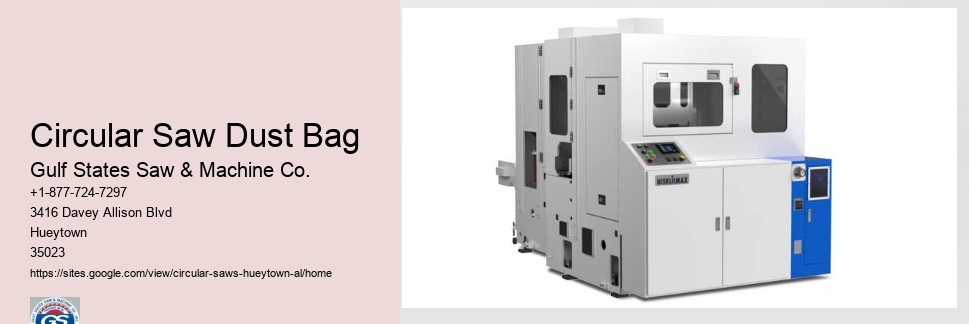 Circular Saw Dust Bag
Gulf States Saw & Machine Co.
+1-877-724-7297
3416 Davey Allison Blvd
Hueytown
35023
https://sites.google.com/view/circular-saws-hueytown-al/home
NISHIJIMAX
GS